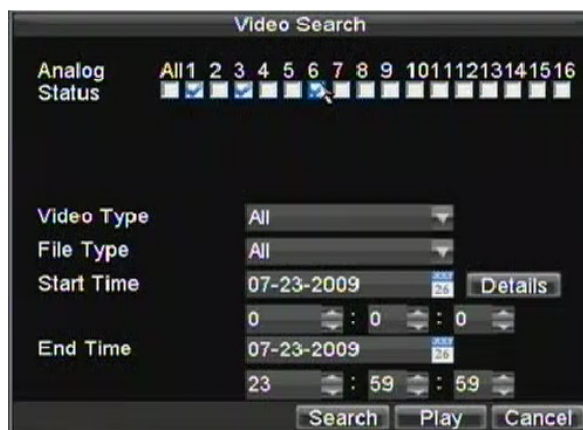 Video Search
Analog All 1 2 3 4 5 6 7 8 9 10 11 12 13 14 15 16
Status
Video Type All
File Type All
Start Time 07-23-2009 26 Details
0 : 0 : 0
End Time 07-23-2009 26
23 : 59 : 59
Search Play Cancel